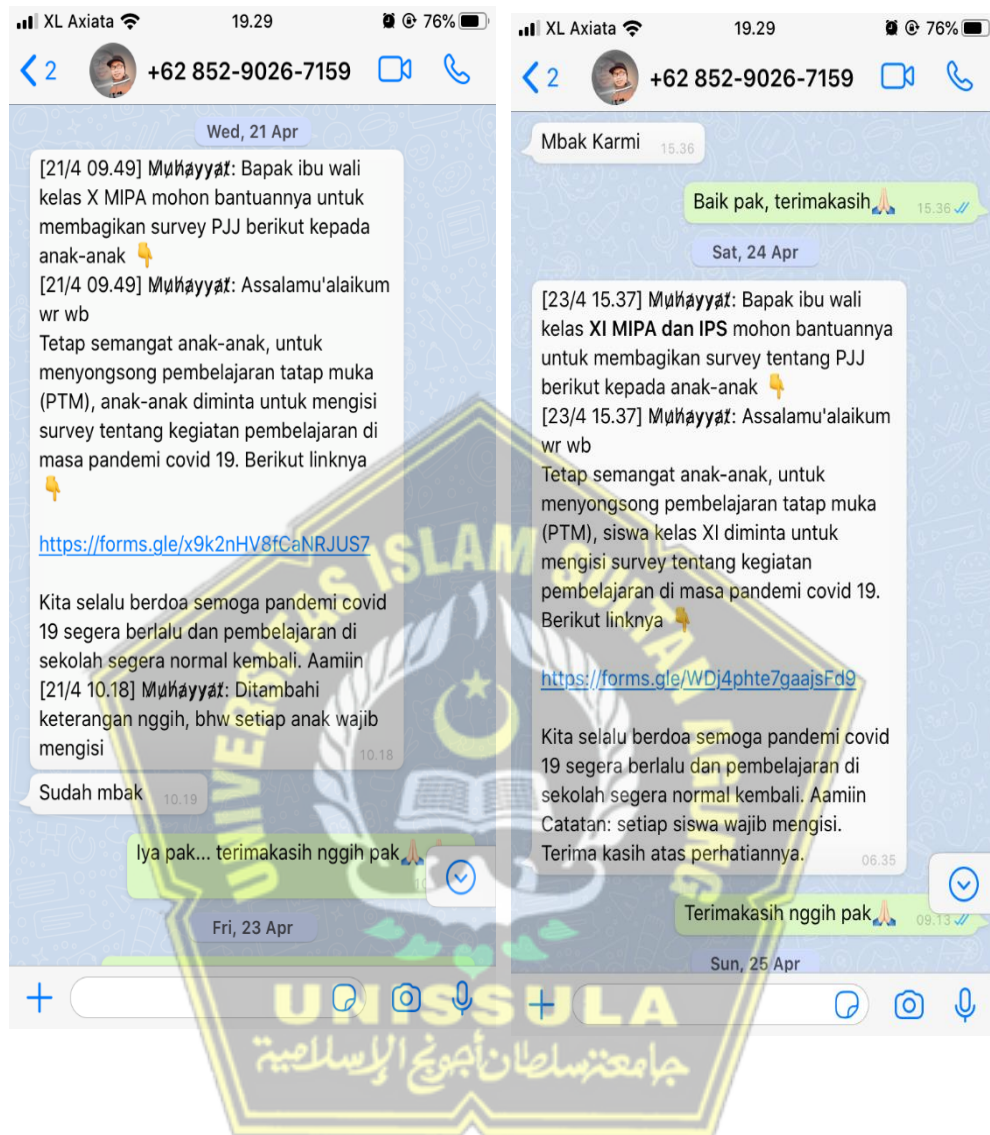 XL Axiata 19.29 76%
2 +62 852-9026-7159
Wed, 21 Apr
[21/4 09.49] M̷u̷h̷a̷y̷y̷a̷t̷: Bapak ibu wali
kelas X MIPA mohon bantuannya untuk
membagikan survey PJJ berikut kepada
anak-anak 👇
[21/4 09.49] M̷u̷h̷a̷y̷y̷a̷t̷: Assalamu'alaikum
wr wb
Tetap semangat anak-anak, untuk
menyongsong pembelajaran tatap muka
(PTM), anak-anak diminta untuk mengisi
survey tentang kegiatan pembelajaran di
masa pandemi covid 19. Berikut linknya
👇
https://forms.gle/x9k2nHV8fCaNRJUS7
Kita selalu berdoa semoga pandemi covid
19 segera berlalu dan pembelajaran di
sekolah segera normal kembali. Aamiin
[21/4 10.18] M̷u̷h̷a̷y̷y̷a̷t̷: Ditambahi
keterangan nggih, bhw setiap anak wajib
mengisi 10.18
Sudah mbak 10.19
Iya pak... terimakasih nggih pak🙏🏻
Fri, 23 Apr
XL Axiata 19.29 76%
2 +62 852-9026-7159
Mbak Karmi 15.36
Baik pak, terimakasih🙏🏻 15.36
Sat, 24 Apr
[23/4 15.37] M̷u̷h̷a̷y̷y̷a̷t̷: Bapak ibu wali
kelas XI MIPA dan IPS mohon bantuannya
untuk membagikan survey tentang PJJ
berikut kepada anak-anak 👇
[23/4 15.37] M̷u̷h̷a̷y̷y̷a̷t̷: Assalamu'alaikum
wr wb
Tetap semangat anak-anak, untuk
menyongsong pembelajaran tatap muka
(PTM), siswa kelas XI diminta untuk
mengisi survey tentang kegiatan
pembelajaran di masa pandemi covid 19.
Berikut linknya 👇
https://forms.gle/WDj4phte7gaajsFd9
Kita selalu berdoa semoga pandemi covid
19 segera berlalu dan pembelajaran di
sekolah segera normal kembali. Aamiin
Catatan: setiap siswa wajib mengisi.
Terima kasih atas perhatiannya. 06.35
Terimakasih nggih pak🙏🏻 09.13
Sun, 25 Apr
UNIVERSITAS ISLAM SULTAN AGUNG
UNISSULA
جامعة سلطان أجونج الإسلامية